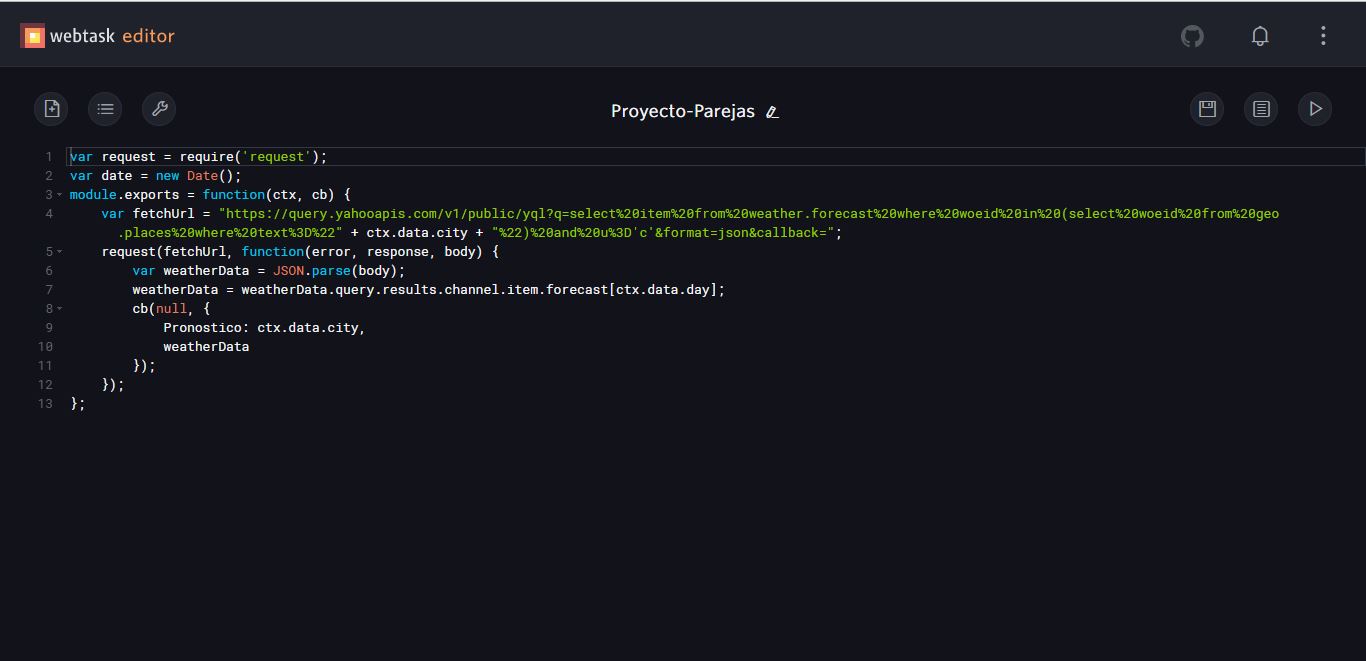 webtask editor
Proyecto-Parejas
1 var request = require('request');
2 var date = new Date();
3 module.exports = function(ctx, cb) {
4 var fetchUrl = "https://query.yahooapis.com/v1/public/yql?q=select%20item%20from%20weather.forecast%20where%20woeid%20in%20(select%20woeid%20from%20geo
.places%20where%20text%3D%22" + ctx.data.city + "%22)%20and%20u%3D'c'&format=json&callback=";
5 request(fetchUrl, function(error, response, body) {
6 var weatherData = JSON.parse(body);
7 weatherData = weatherData.query.results.channel.item.forecast[ctx.data.day];
8 cb(null, {
9 Pronostico: ctx.data.city,
10 weatherData
11 });
12 });
13 };